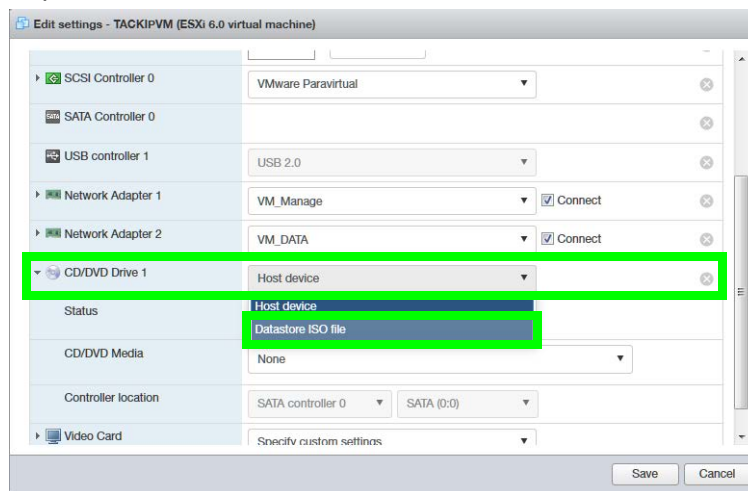 Edit settings - TACKIPVM (ESXi 6.0 virtual machine)
SCSI Controller 0 VMware Paravirtual
SATA Controller 0
USB controller 1 USB 2.0
Network Adapter 1 VM_Manage Connect
Network Adapter 2 VM_DATA Connect
CD/DVD Drive 1 Host device
Status Host device
Datastore ISO file
CD/DVD Media None
Controller location SATA controller 0 SATA (0:0)
Video Card Specify custom settings
Save Cancel